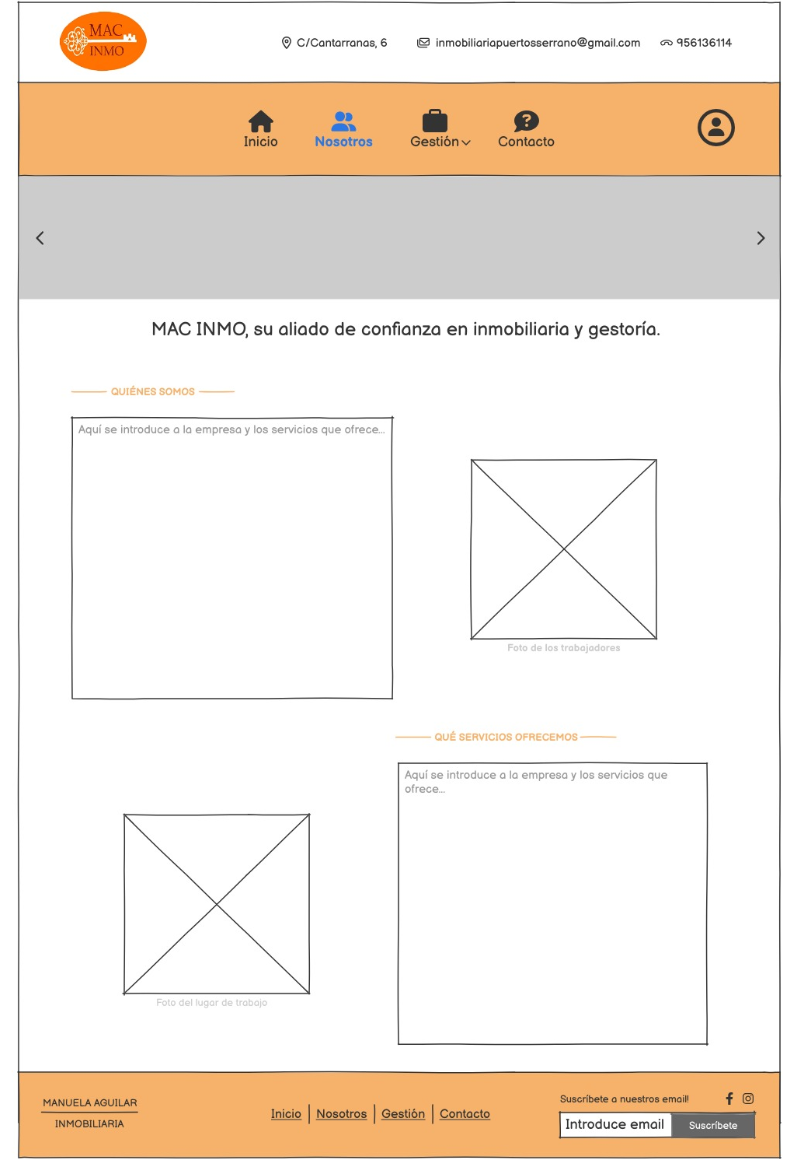 MAC
INMO
C/Cantarranas, 6
inmobiliariapuertosserrano@gmail.com
956136114
Inicio
Nosotros
Gestión
Contacto
MAC INMO, su aliado de confianza en inmobiliaria y gestoría.
QUIÉNES SOMOS
Aquí se introduce a la empresa y los servicios que ofrece...
Foto de los trabajadores
QUÉ SERVICIOS OFRECEMOS
Aquí se introduce a la empresa y los servicios que
ofrece...
Foto del lugar de trabajo
MANUELA AGUILAR
INMOBILIARIA
Inicio | Nosotros | Gestión | Contacto
Suscríbete a nuestros email!
Introduce email
Suscríbete